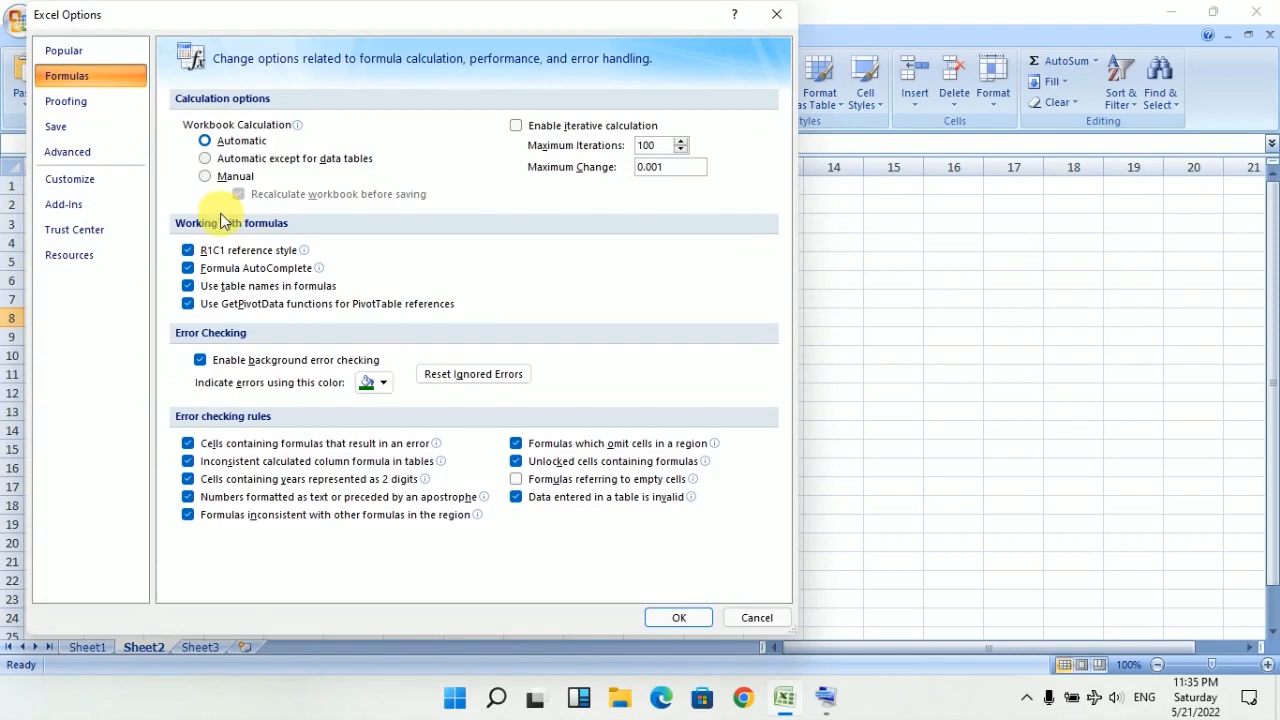 Excel Options
?
Popular
Formulas
Proofing
Save
Advanced
Customize
Add-Ins
Trust Center
Resources
Change options related to formula calculation, performance, and error handling.
Calculation options
Workbook Calculation
Automatic
Automatic except for data tables
Manual
Recalculate workbook before saving
Enable iterative calculation
Maximum Iterations: 100
Maximum Change: 0.001
Working with formulas
R1C1 reference style
Formula AutoComplete
Use table names in formulas
Use GetPivotData functions for PivotTable references
Error Checking
Enable background error checking
Indicate errors using this color:
Reset Ignored Errors
Error checking rules
Cells containing formulas that result in an error
Inconsistent calculated column formula in tables
Cells containing years represented as 2 digits
Numbers formatted as text or preceded by an apostrophe
Formulas inconsistent with other formulas in the region
Formulas which omit cells in a region
Unlocked cells containing formulas
Formulas referring to empty cells
Data entered in a table is invalid
OK Cancel
Format
as Table
Cell
Styles
Insert
Delete
Format
Cells
Σ AutoSum
Fill
Clear
Sort &
Filter
Find &
Select
Editing
14 15 16 17 18 19 20 21
1
2
3
4
5
6
7
8
9
10
11
12
13
14
15
16
17
18
19
20
21
22
23
24
25
Sheet1 Sheet2 Sheet3
Ready
100%
ENG
11:35 PM
Saturday
5/21/2022